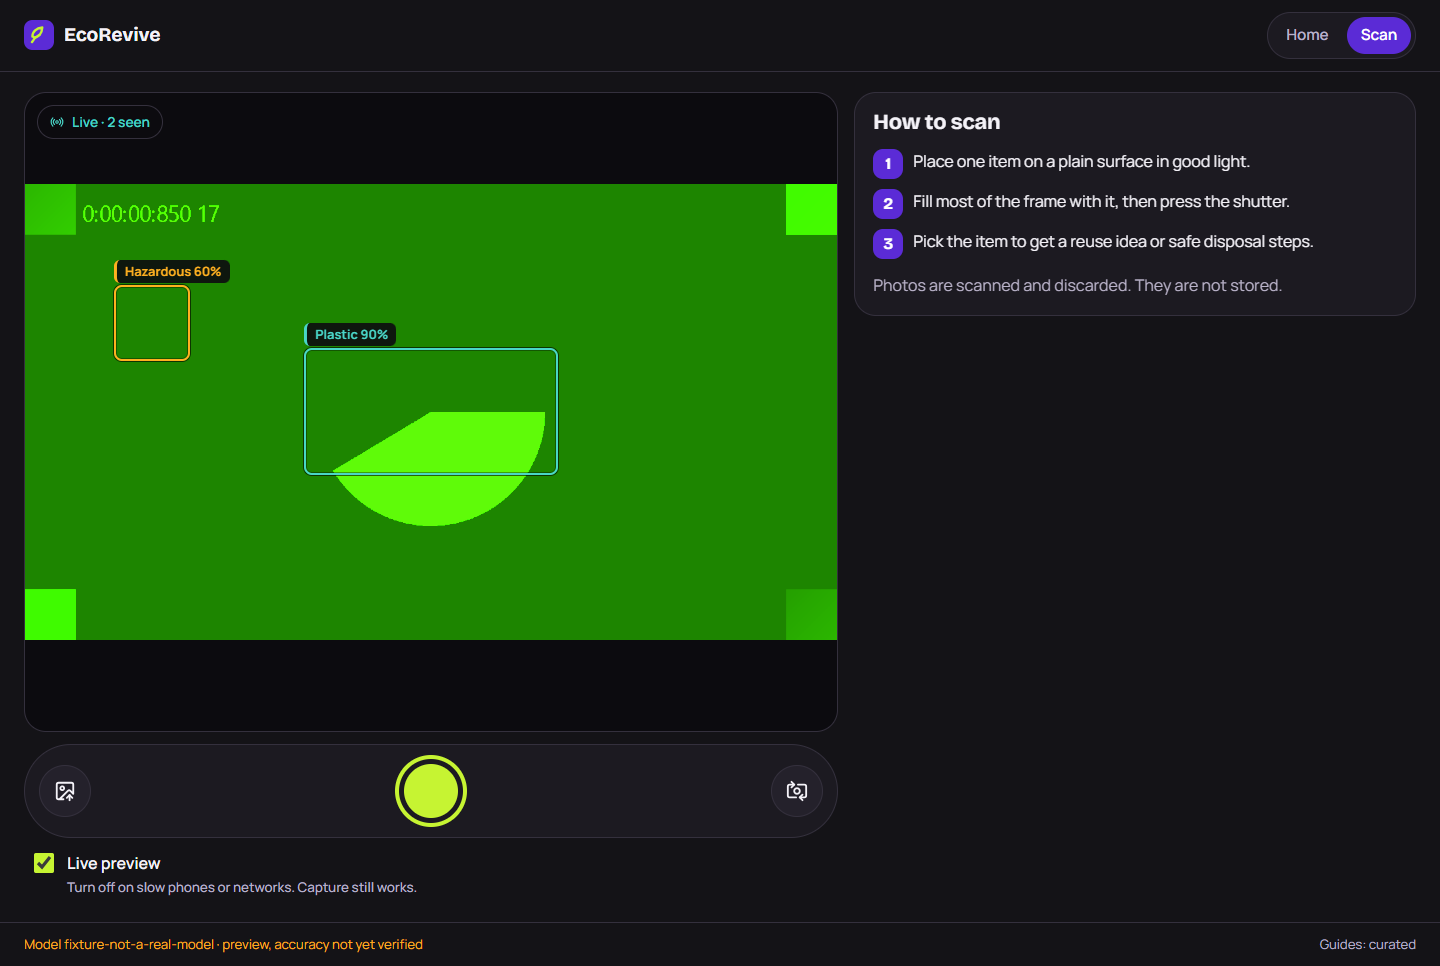 EcoRevive
Home
Scan
Live · 2 seen
0:00:00:850 17
Hazardous 60%
Plastic 90%
How to scan
1 Place one item on a plain surface in good light.
2 Fill most of the frame with it, then press the shutter.
3 Pick the item to get a reuse idea or safe disposal steps.
Photos are scanned and discarded. They are not stored.
Live preview
Turn off on slow phones or networks. Capture still works.
Model fixture-not-a-real-model · preview, accuracy not yet verified
Guides: curated